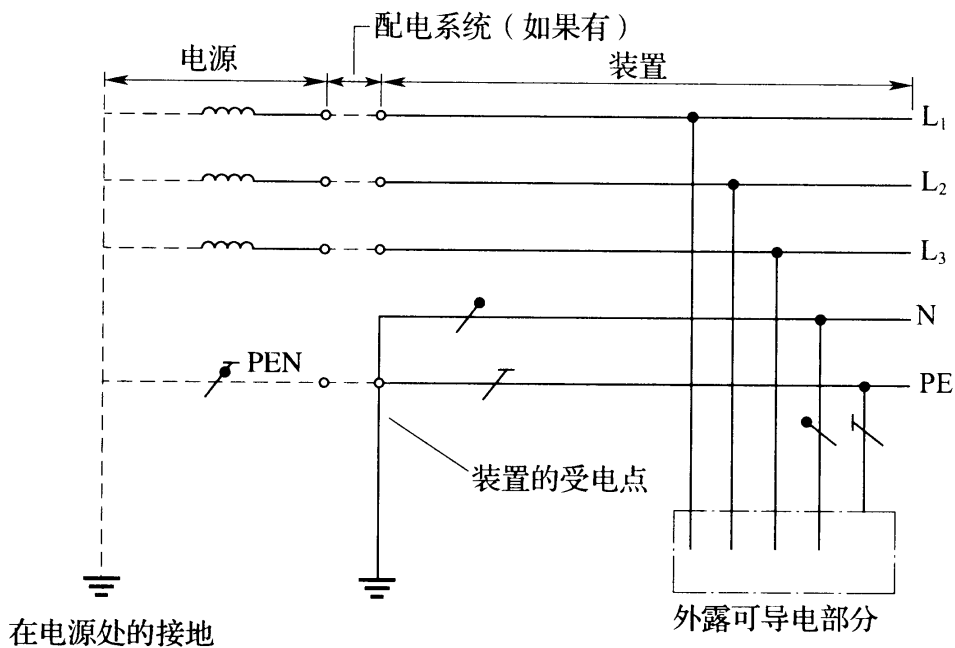 配电系统（如果有）
电源
装置
L₁
L₂
L₃
N
PEN
PE
装置的受电点
外露可导电部分
在电源处的接地